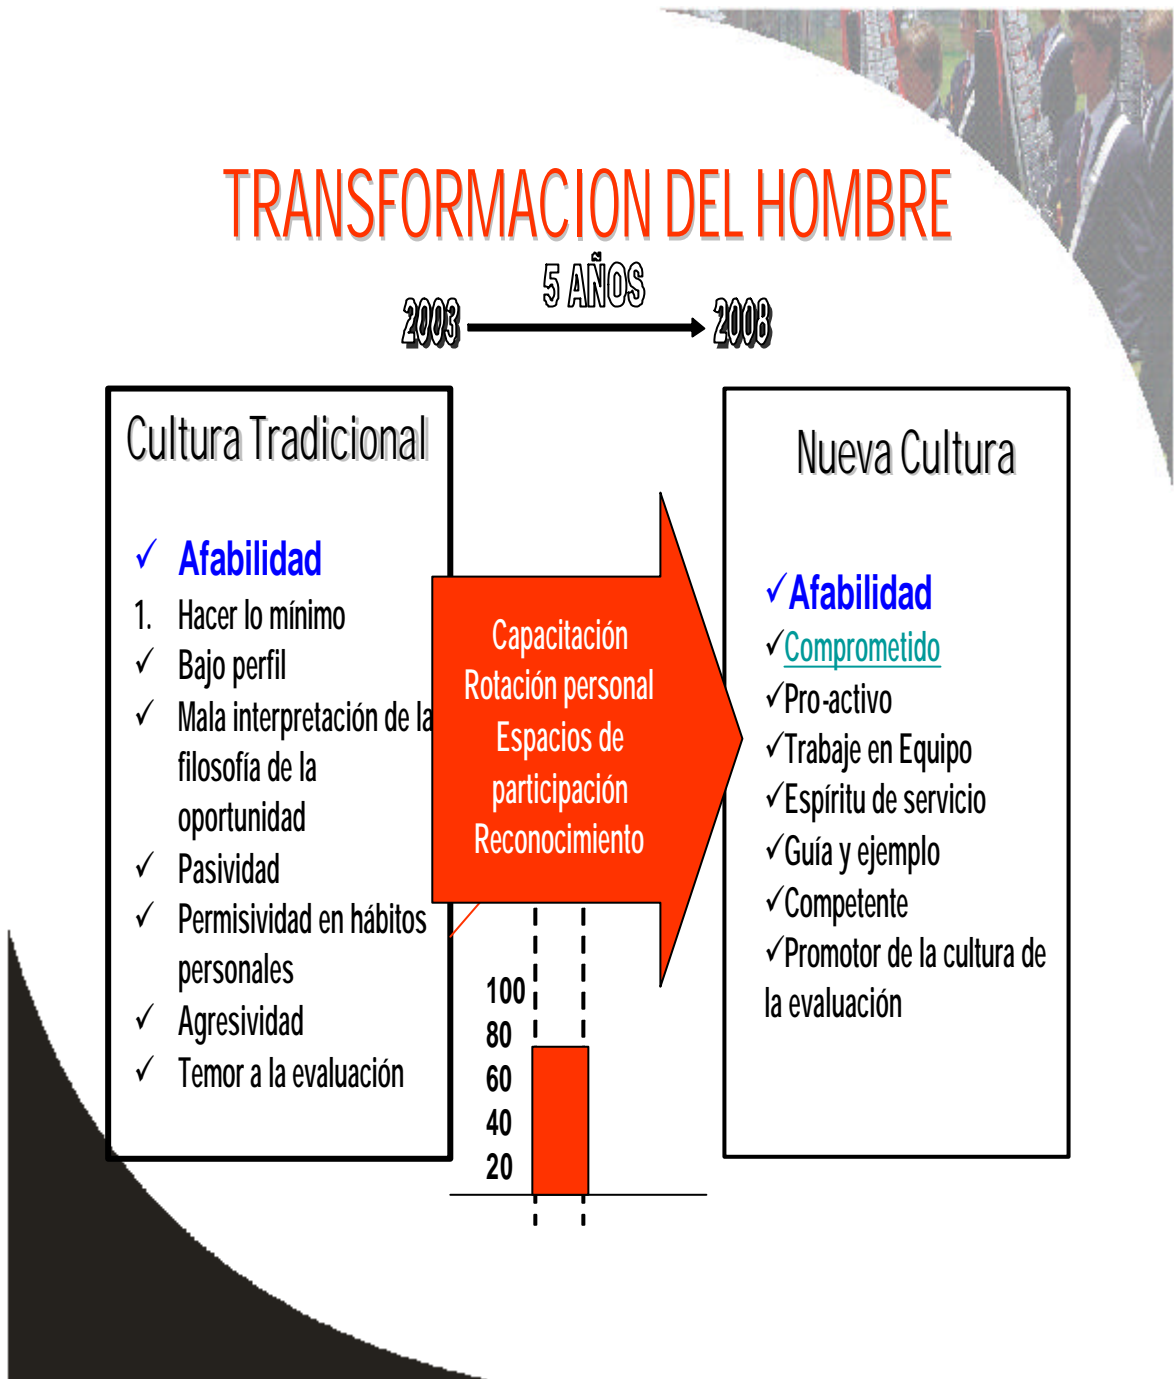 TRANSFORMACION DEL HOMBRE
5 AÑOS
2003
2008
Cultura Tradicional
✓ Afabilidad
1. Hacer lo mínimo
✓ Bajo perfil
✓ Mala interpretación de la
filosofía de la
oportunidad
✓ Pasividad
✓ Permisividad en hábitos
personales
✓ Agresividad
✓ Temor a la evaluación
Capacitación
Rotación personal
Espacios de
participación
Reconocimiento
100
80
60
40
20
Nueva Cultura
✓Afabilidad
✓Comprometido
✓Pro-activo
✓Trabaje en Equipo
✓Espíritu de servicio
✓Guía y ejemplo
✓Competente
✓Promotor de la cultura de
la evaluación